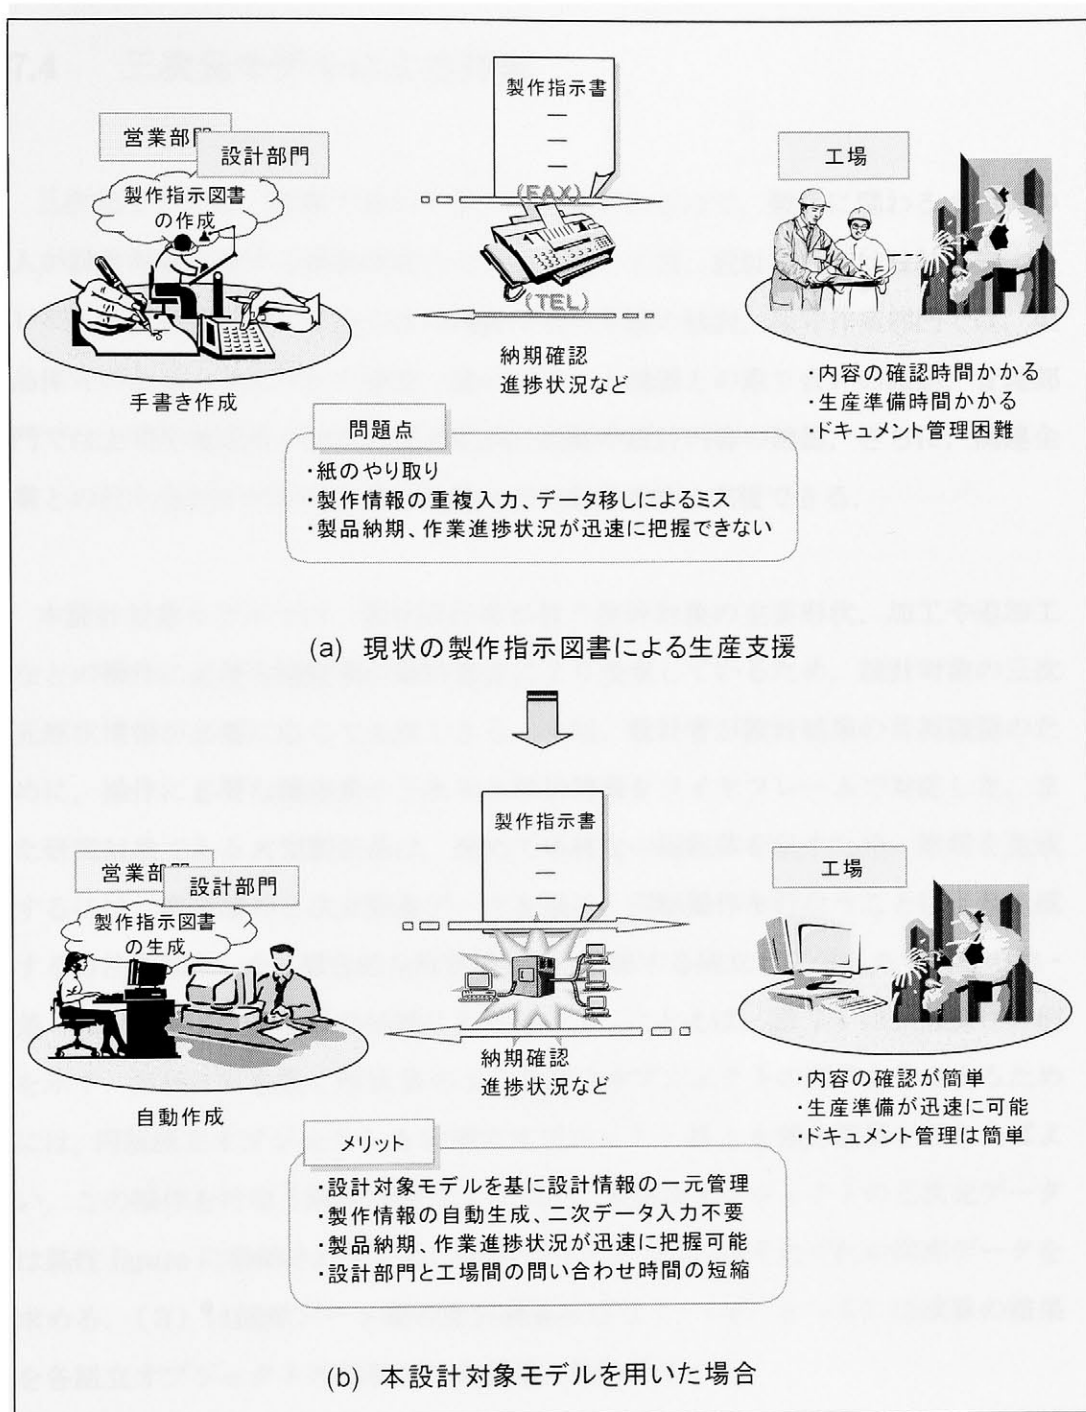 製作指示書
営業部門
設計部門
製作指示図書
の作成
(FAX)
(TEL)
工場
手書き作成
納期確認
進捗状況など
・内容の確認時間かかる
・生産準備時間かかる
・ドキュメント管理困難
問題点
・紙のやり取り
・製作情報の重複入力、データ移しによるミス
・製品納期、作業進捗状況が迅速に把握できない
(a) 現状の製作指示図書による生産支援
製作指示書
営業部門
設計部門
製作指示図書
の生成
工場
自動作成
納期確認
進捗状況など
・内容の確認が簡単
・生産準備が迅速に可能
・ドキュメント管理は簡単
メリット
・設計対象モデルを基に設計情報の一元管理
・製作情報の自動生成、二次データ入力不要
・製品納期、作業進捗状況が迅速に把握可能
・設計部門と工場間の問い合わせ時間の短縮
(b) 本設計対象モデルを用いた場合